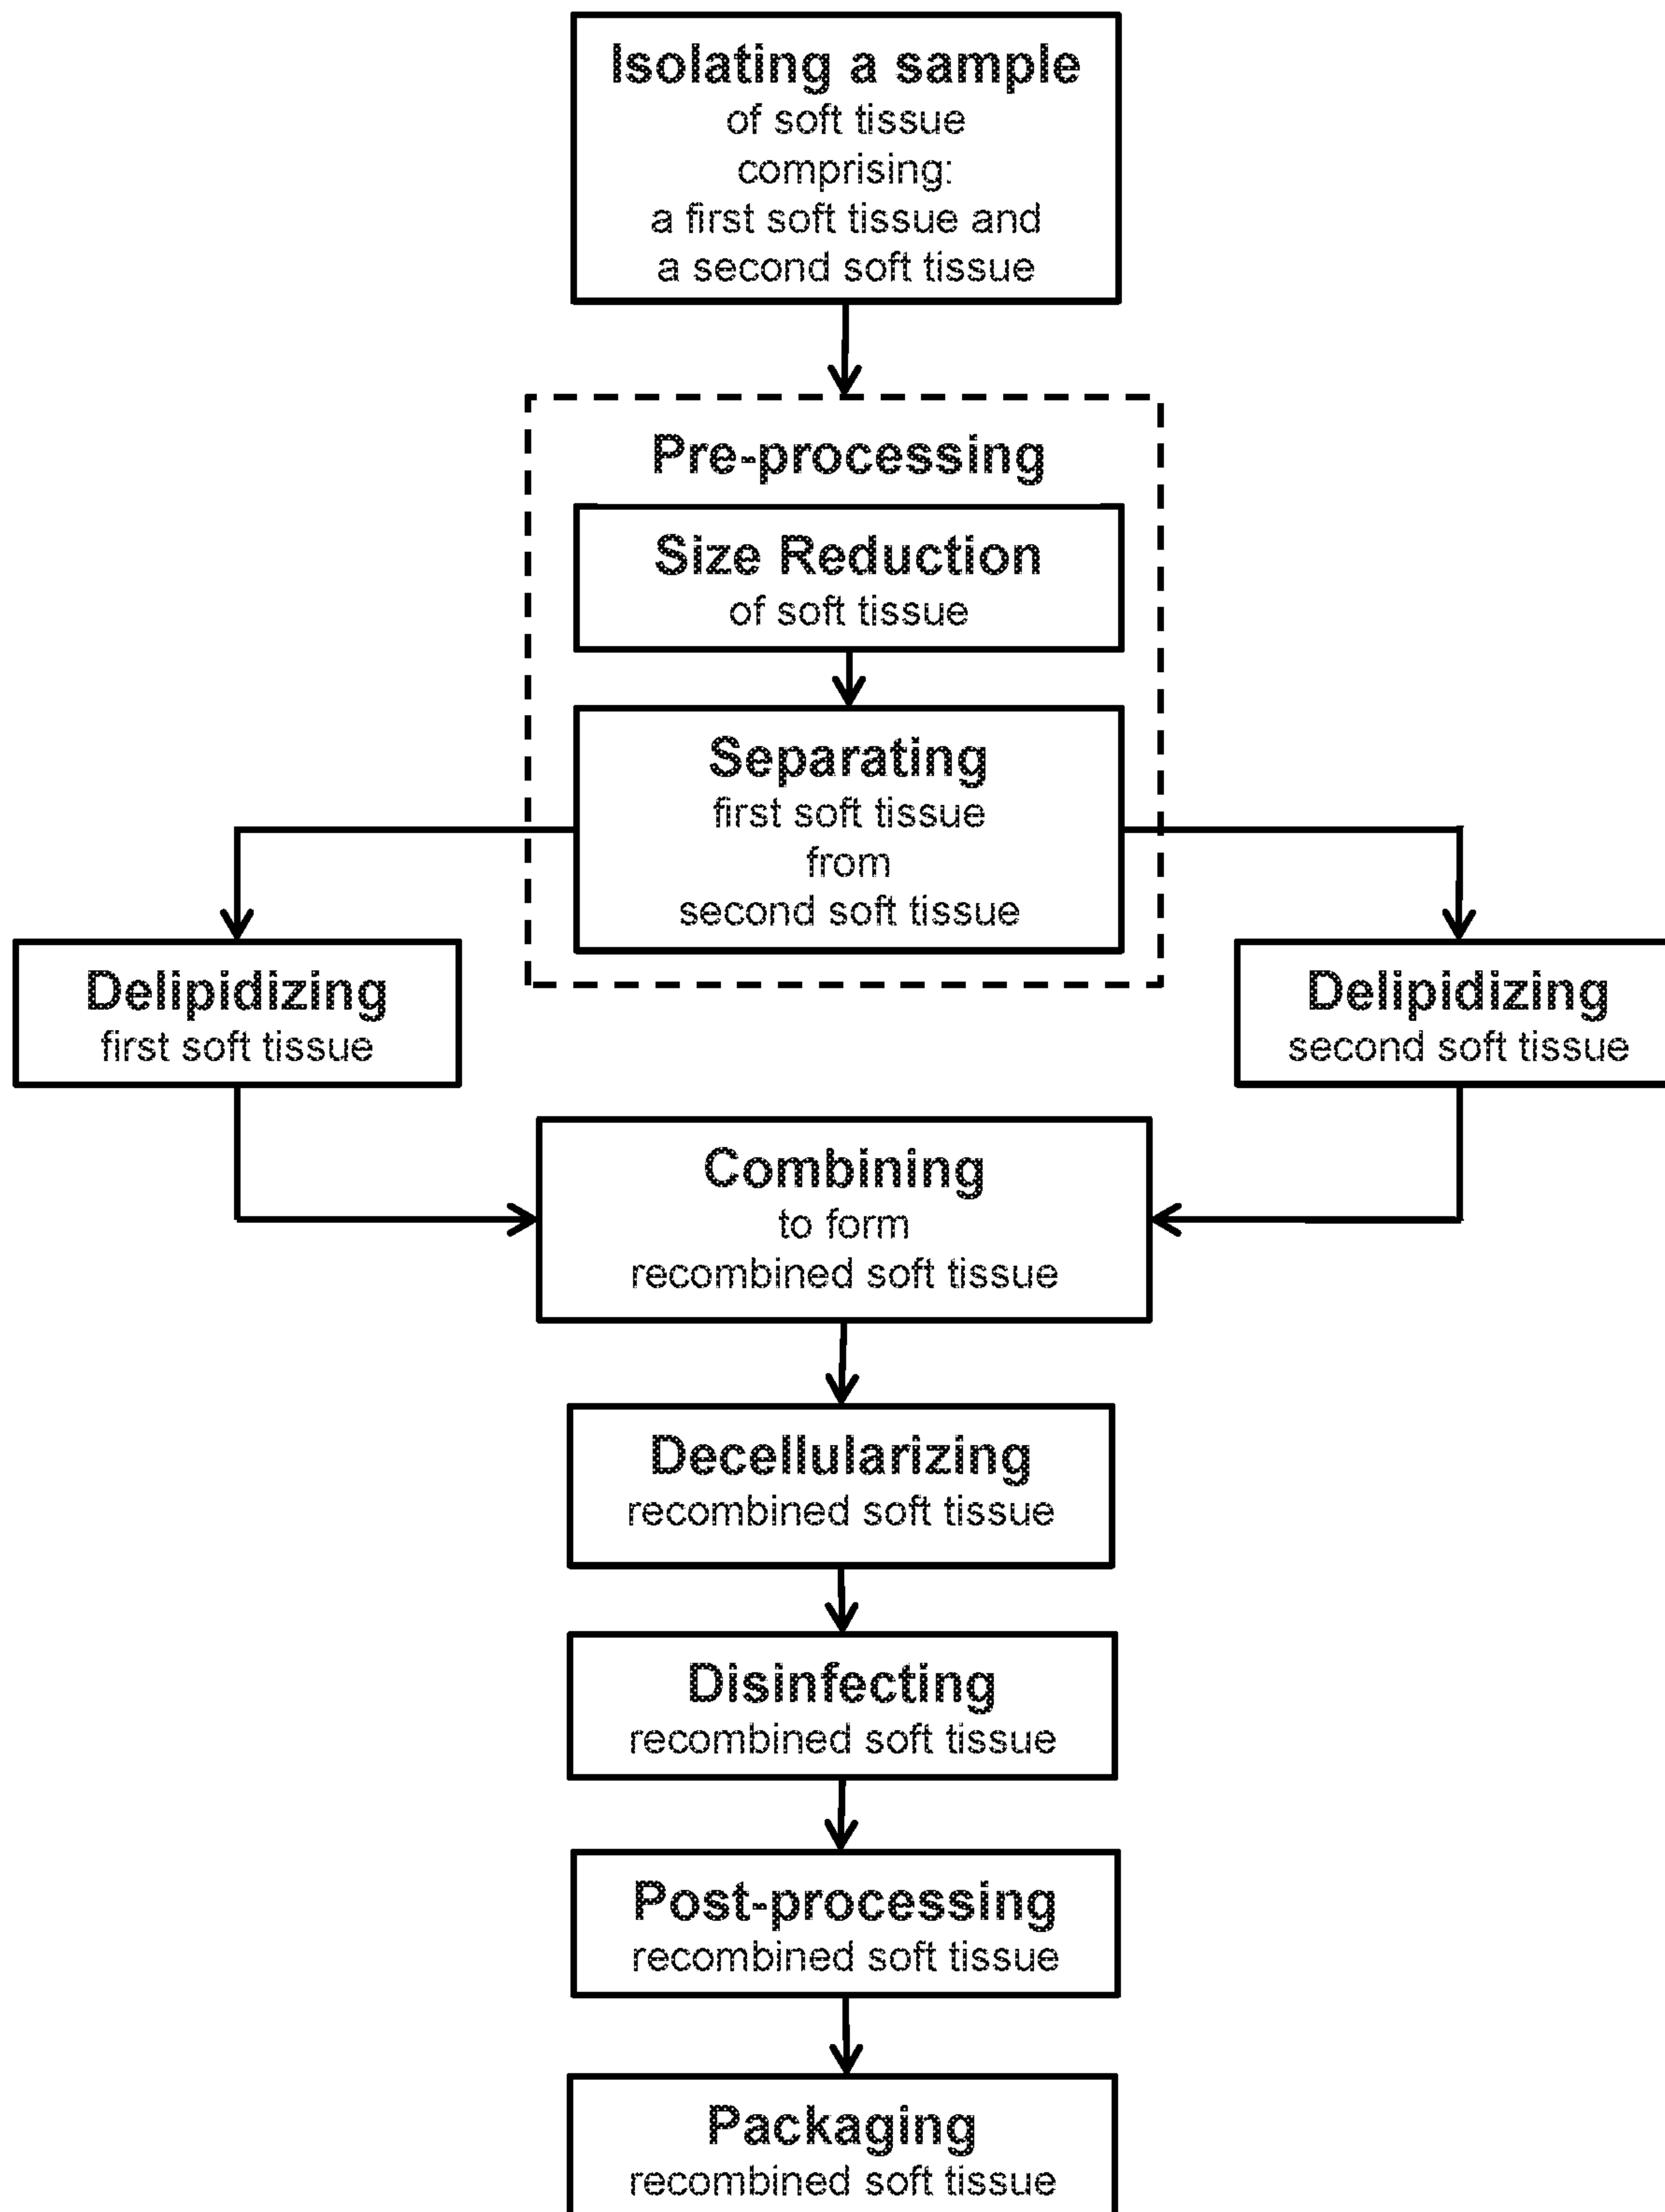 Isolating a sample
of soft tissue
comprising:
a first soft tissue and
a second soft tissue
Pre-processing
Size Reduction
of soft tissue
Separating
first soft tissue
from
second soft tissue
Delipidizing
first soft tissue
Delipidizing
second soft tissue
Combining
to form
recombined soft tissue
Decellularizing
recombined soft tissue
Disinfecting
recombined soft tissue
Post-processing
recombined soft tissue
Packaging
recombined soft tissue